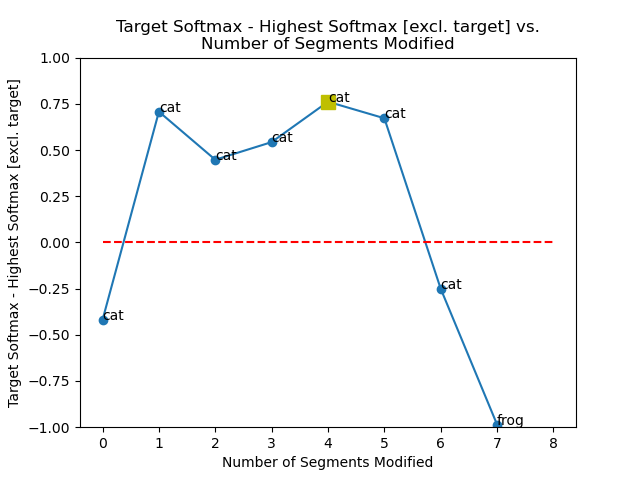 Target Softmax - Highest Softmax [excl. target] vs.
Number of Segments Modified
Target Softmax - Highest Softmax [excl. target]
1.00
0.75
0.50
0.25
0.00
−0.25
−0.50
−0.75
−1.00
cat
cat
cat
cat
cat
cat
cat
frog
0 1 2 3 4 5 6 7 8
Number of Segments Modified